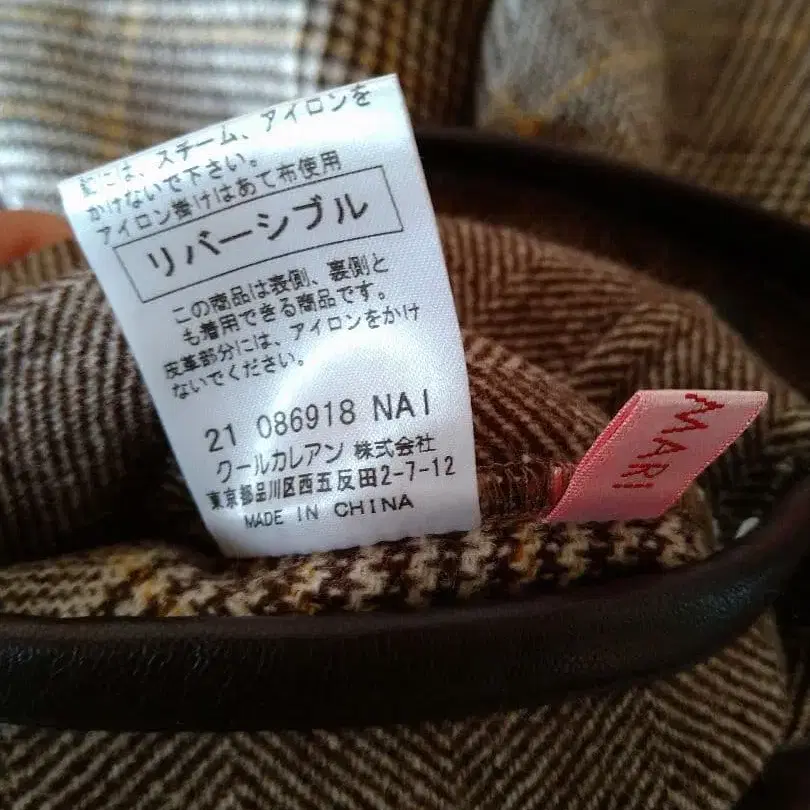 には、スチーム、アイロンを
かけないで下さい。
アイロン掛けはあて布使用
リバーシブル
この商品は表側、裏側と
も着用できる商品です。
皮革部分には、アイロンをかけ
ないでください。
21 086918 NAI
クールカレアン 株式会社
東京都品川区西五反田2-7-12
MADE IN CHINA
MARI